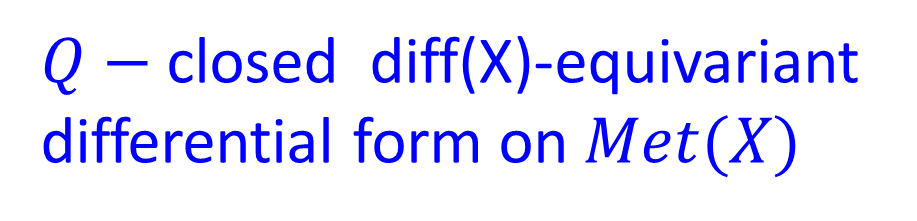 Q – closed diff(X)-equivariant
differential form on Met(X)